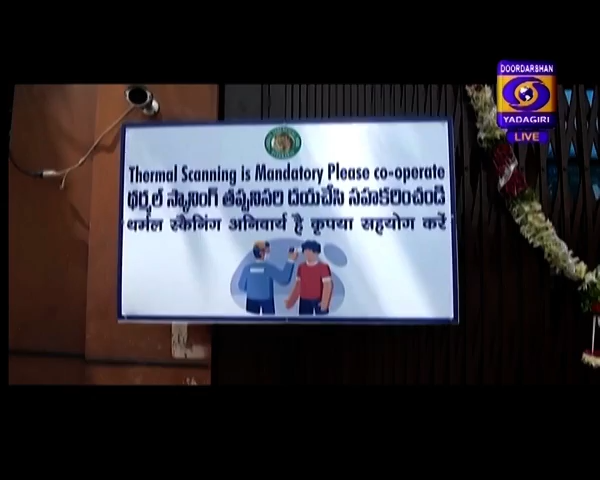 DOORDARSHAN
YADAGIRI
LIVE
Thermal Scanning is Mandatory Please co-operate
థర్మల్ స్కానింగ్ తప్పనిసరి దయచేసి సహకరించండి
थर्मल स्कैनिंग अनिवार्य है कृपया सहयोग करें